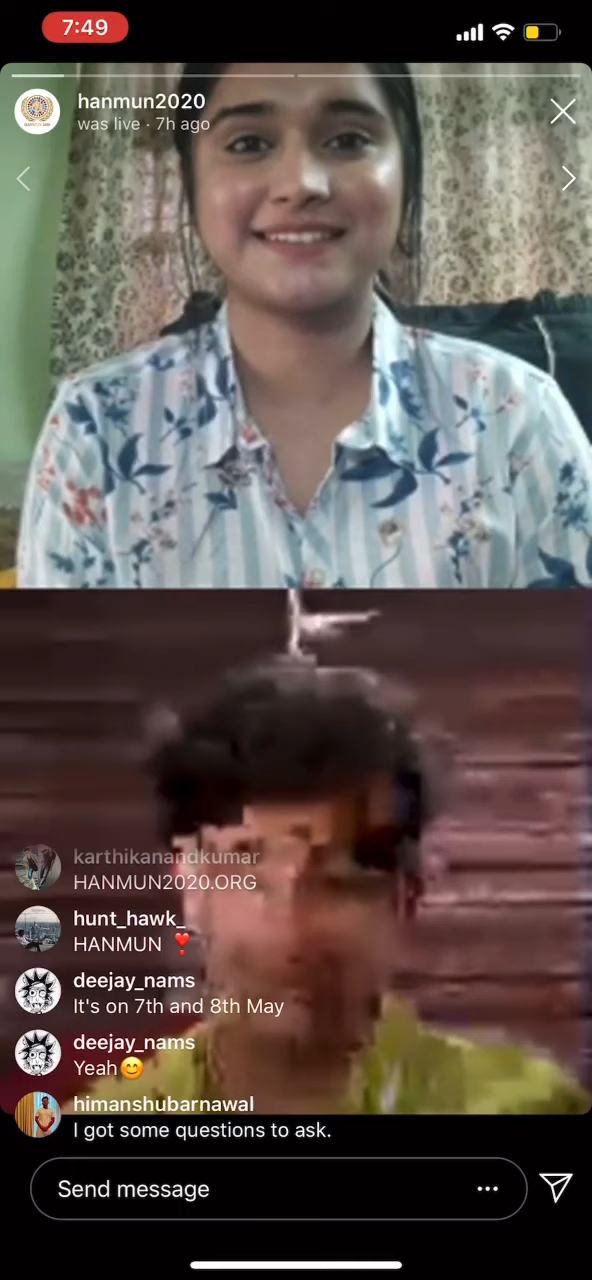 7:49
hanmun2020
was live · 7h ago
karthikanandkumar
HANMUN2020.ORG
hunt_hawk_
HANMUN ❣️
deejay_nams
It's on 7th and 8th May
deejay_nams
Yeah😊
himanshubarnawal
I got some questions to ask.
Send message